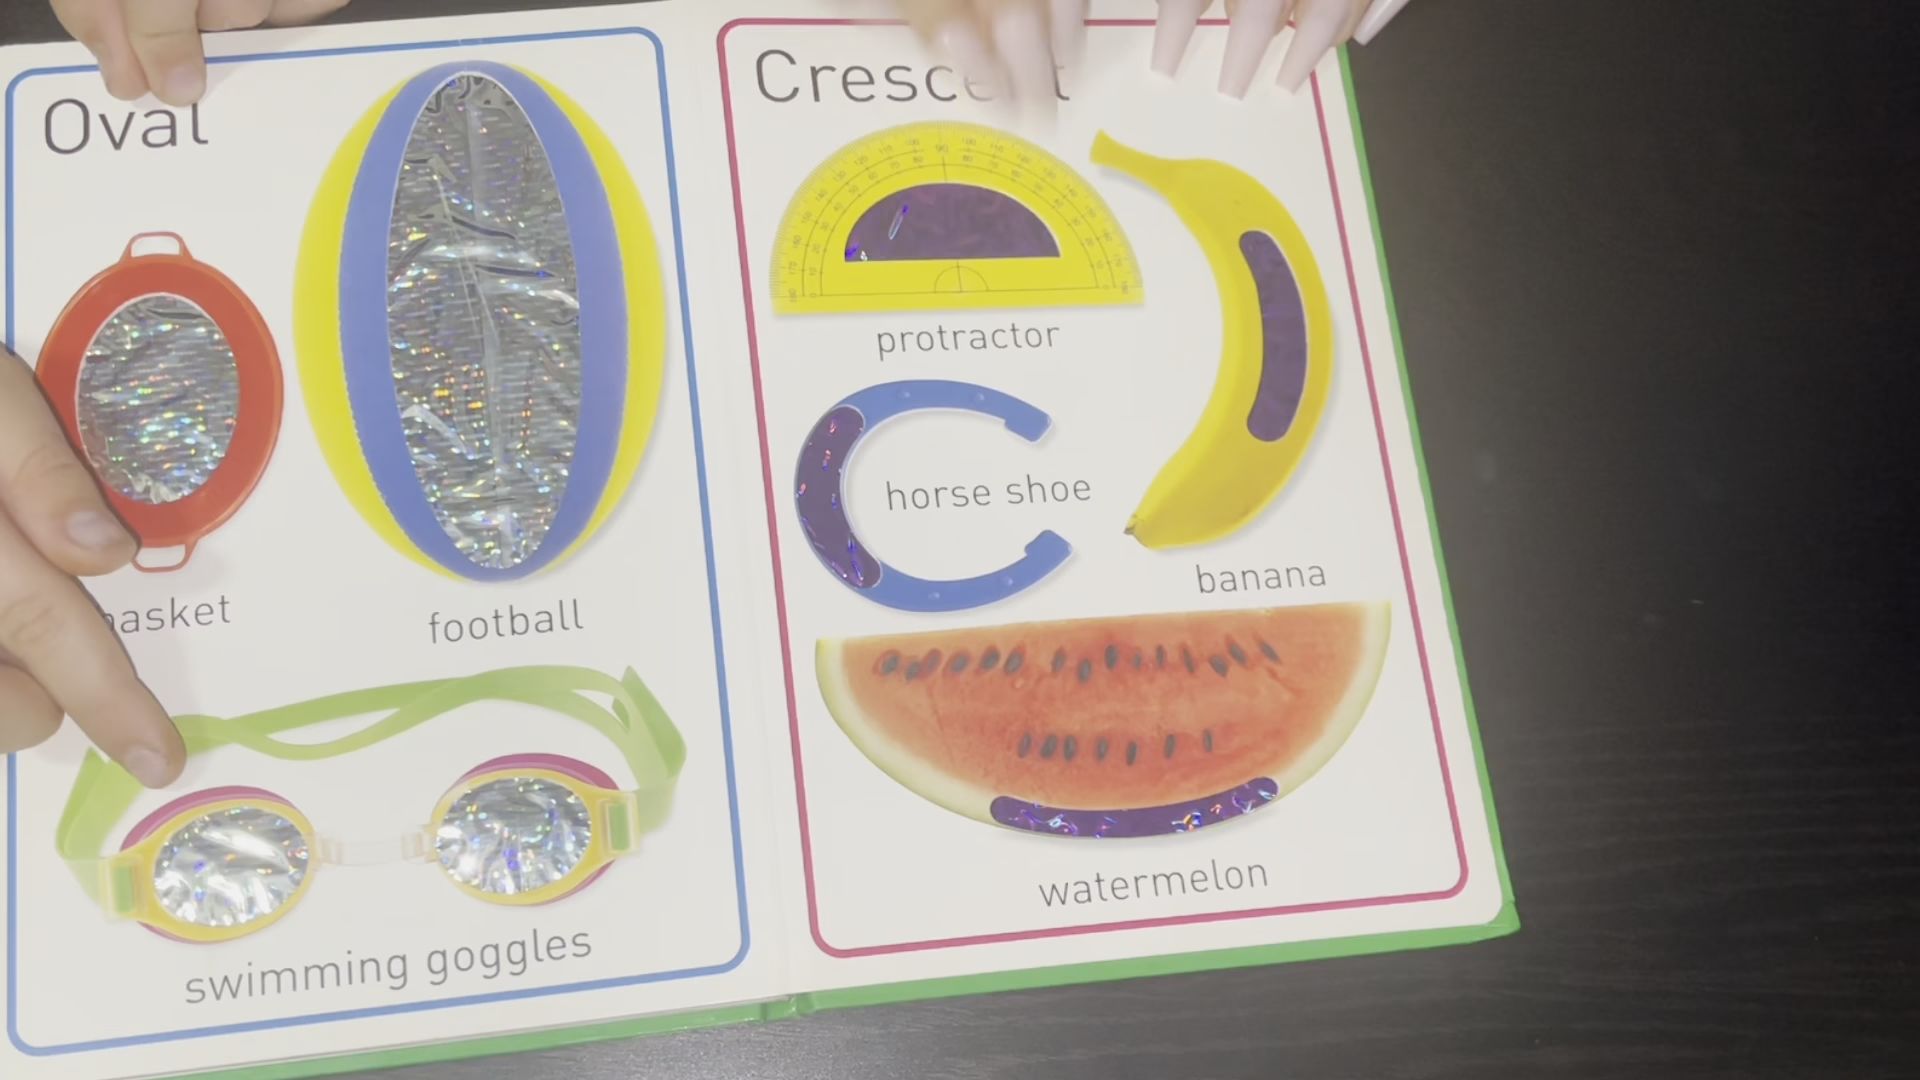 Oval
football
swimming goggles
protractor
horse shoe
banana
watermelon